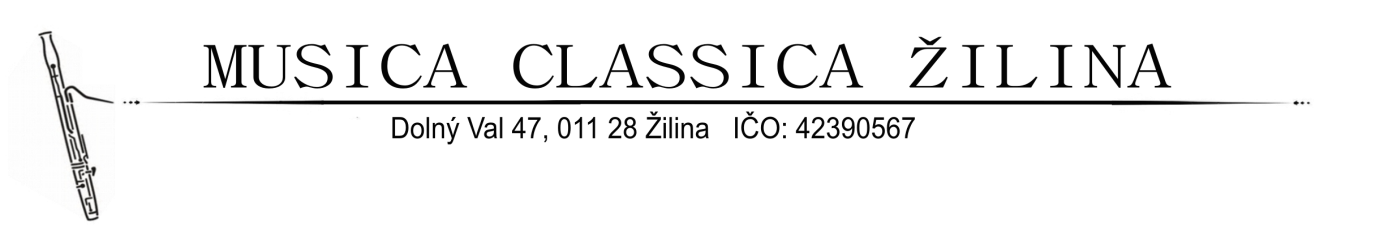 MUSICA CLASSICA ŽILINA
Dolný Val 47, 011 28 Žilina IČO: 42390567